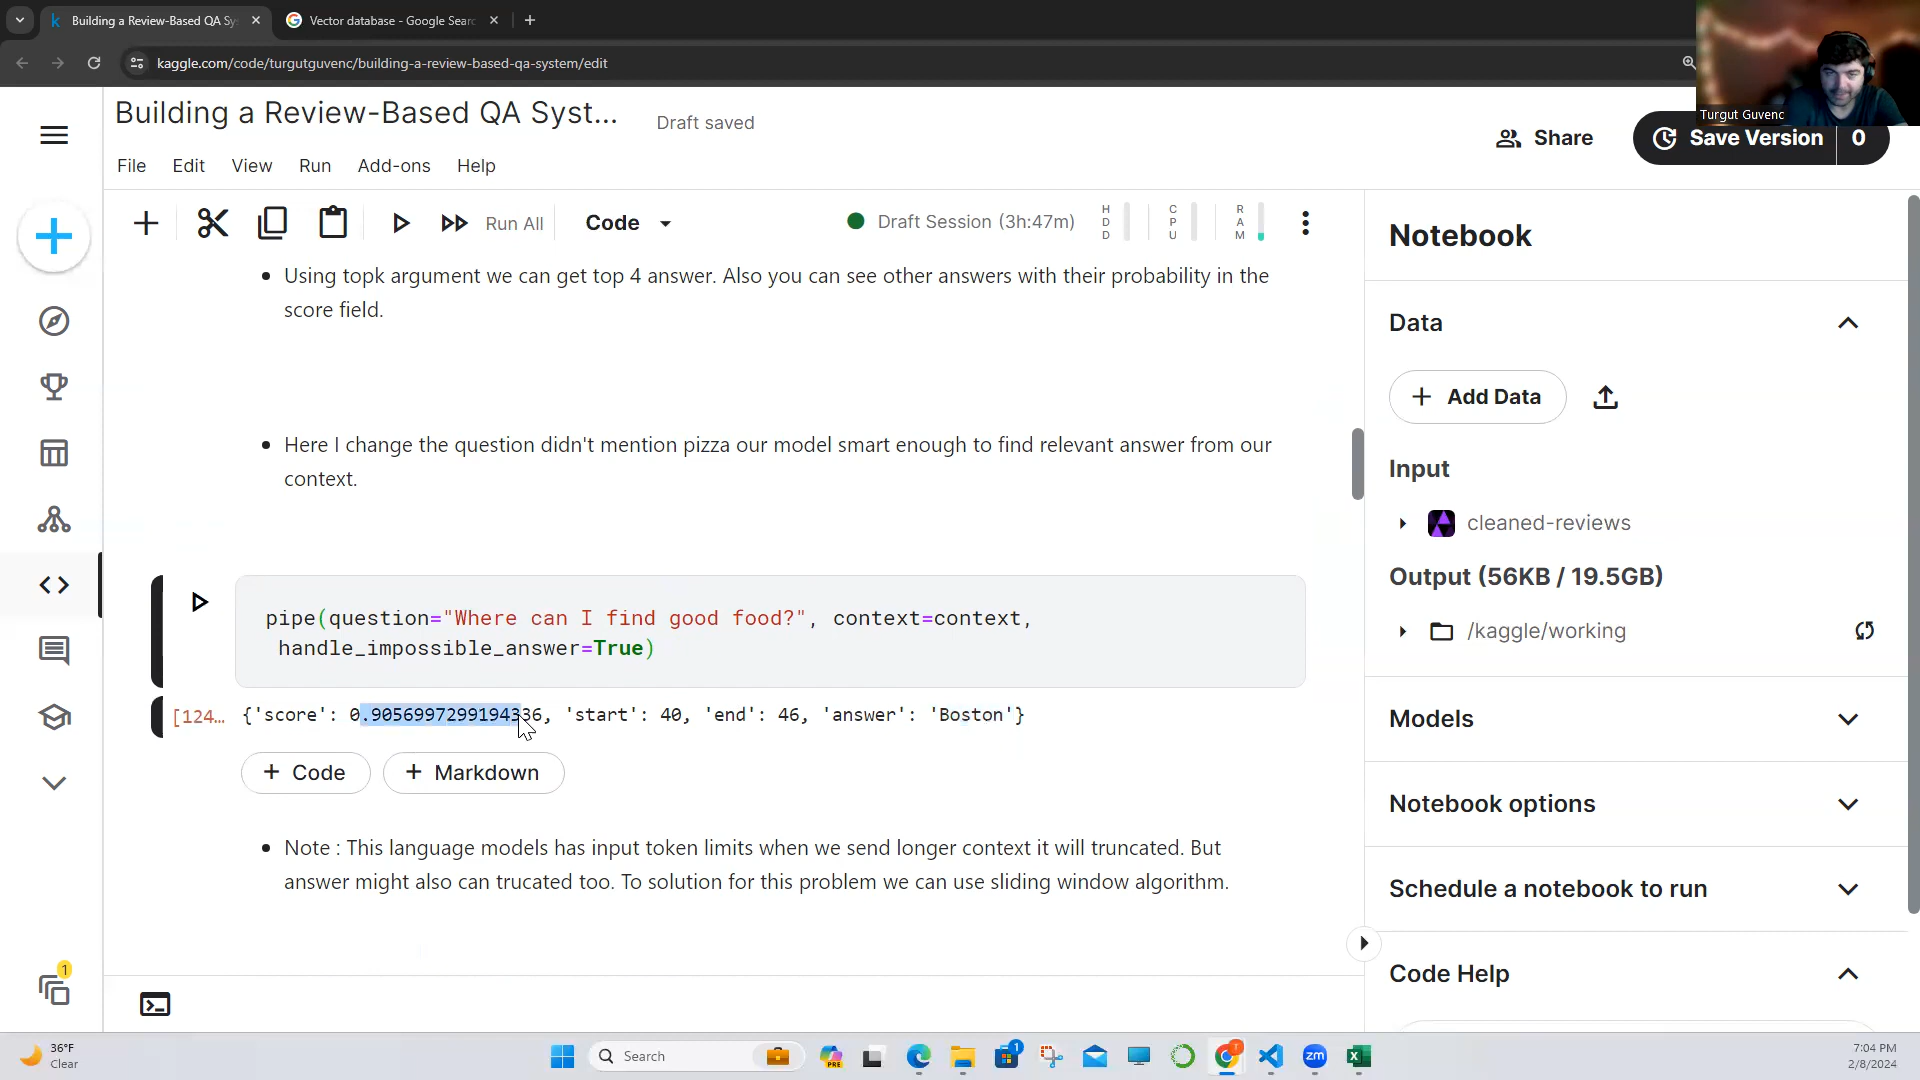 Building a Review-Based QA Sy
Vector database - Google Sear
kaggle.com/code/turgutguvenc/building-a-review-based-qa-system/edit
Turgut Guvenc
Building a Review-Based QA Syst...
Draft saved
Share
Save Version
0
File
Edit
View
Run
Add-ons
Help
Run All
Code
Draft Session (3h:47m)
HDD
CPU
RAM
Using topk argument we can get top 4 answer. Also you can see other answers with their probability in the
score field.
Here I change the question didn't mention pizza our model smart enough to find relevant answer from our
context.
pipe(question="Where can I find good food?", context=context,
handle_impossible_answer=True)
[124...
{'score': 0.9056997299194336, 'start': 40, 'end': 46, 'answer': 'Boston'}
+ Code
+ Markdown
Note : This language models has input token limits when we send longer context it will truncated. But
answer might also can trucated too. To solution for this problem we can use sliding window algorithm.
Notebook
Data
+ Add Data
Input
cleaned-reviews
Output (56KB / 19.5GB)
/kaggle/working
Models
Notebook options
Schedule a notebook to run
Code Help
1
36°F
Clear
Search
PRE
1
T
zm
7:04 PM
2/8/2024